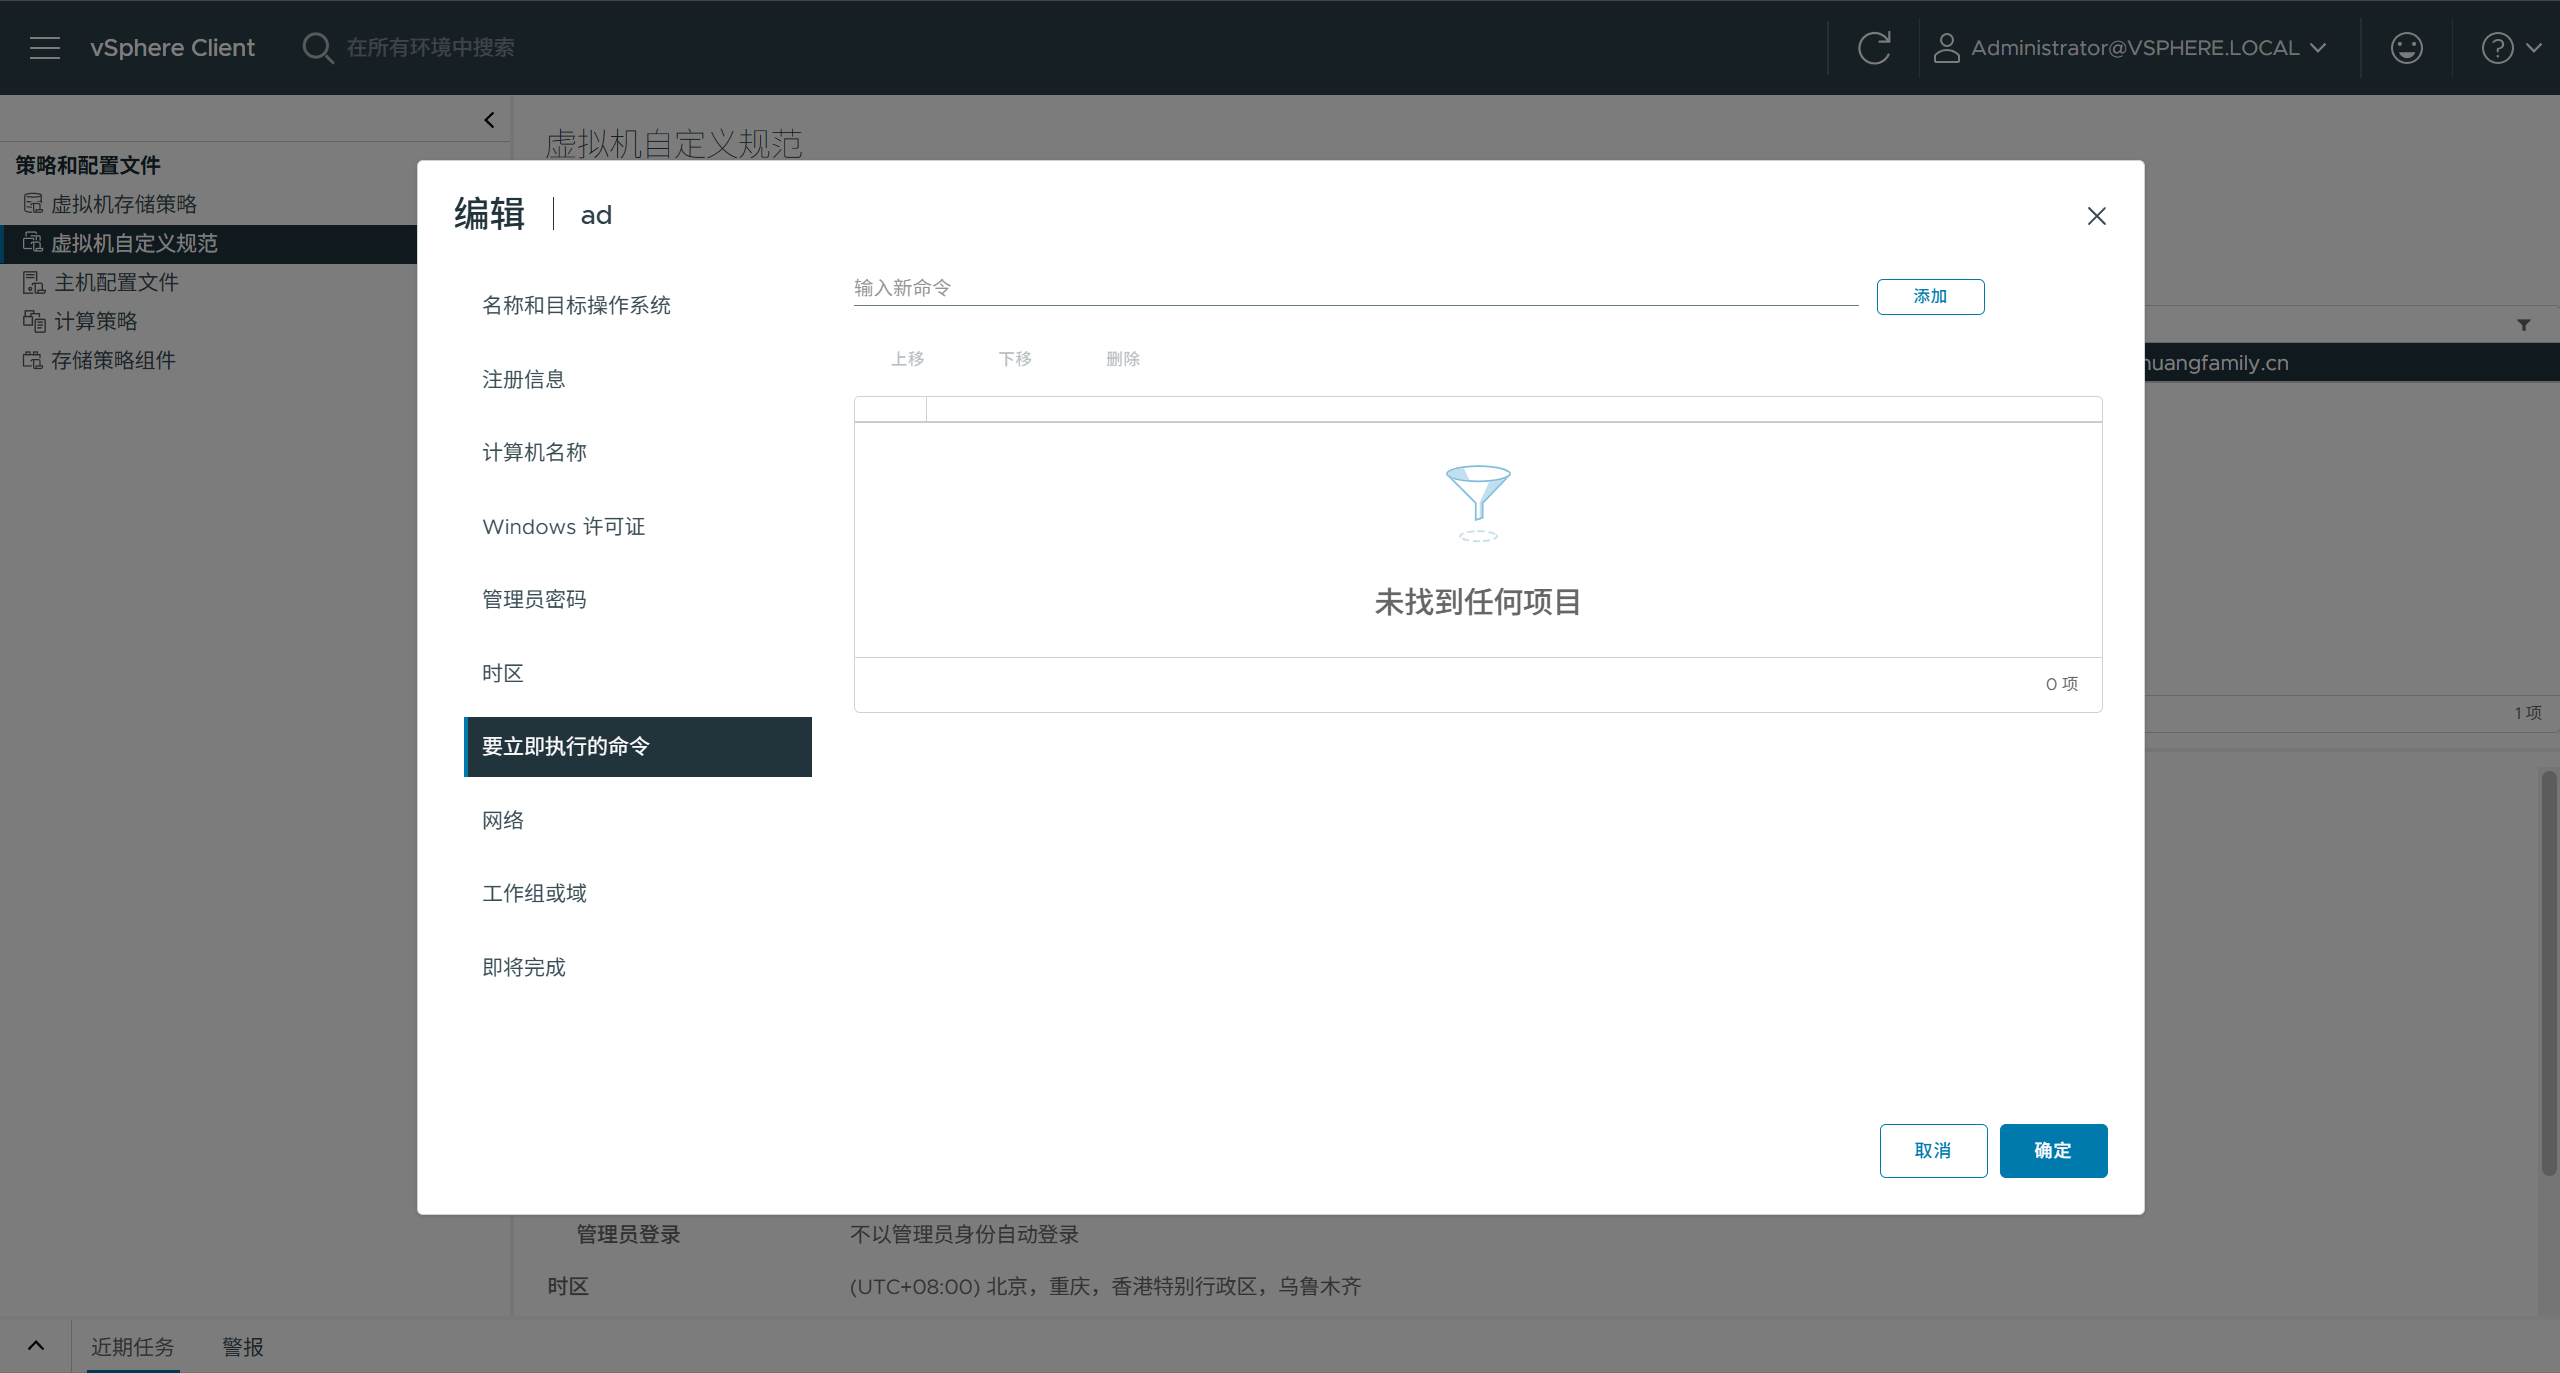 vSphere Client
在所有环境中搜索
Administrator@VSPHERE.LOCAL
策略和配置文件
虚拟机存储策略
虚拟机自定义规范
主机配置文件
计算策略
存储策略组件
虚拟机自定义规范
huangfamily.cn
1 项
编辑
ad
名称和目标操作系统
注册信息
计算机名称
Windows 许可证
管理员密码
时区
要立即执行的命令
网络
工作组或域
即将完成
输入新命令
添加
上移
下移
删除
未找到任何项目
0 项
取消
确定
管理员登录
不以管理员身份自动登录
时区
(UTC+08:00) 北京，重庆，香港特别行政区，乌鲁木齐
近期任务
警报